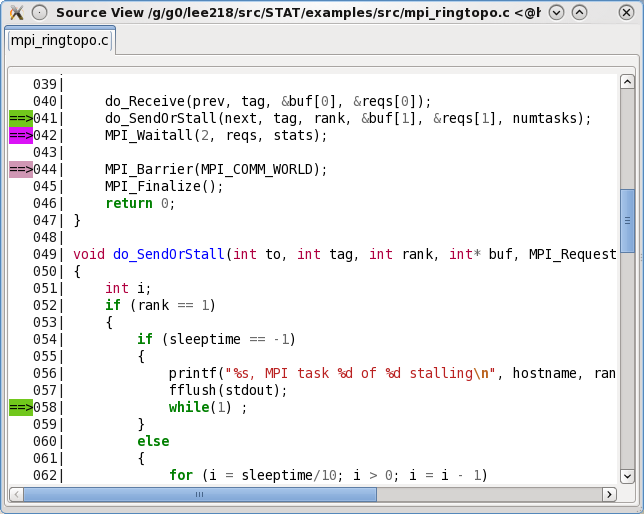 Source View /g/g0/lee218/src/STAT/examples/src/mpi_ringtopo.c <@h
mpi_ringtopo.c
039|
040|     do_Receive(prev, tag, &buf[0], &reqs[0]);
==>041|     do_SendOrStall(next, tag, rank, &buf[1], &reqs[1], numtasks);
==>042|     MPI_Waitall(2, reqs, stats);
043|
==>044|     MPI_Barrier(MPI_COMM_WORLD);
045|     MPI_Finalize();
046|     return 0;
047| }
048|
049| void do_SendOrStall(int to, int tag, int rank, int* buf, MPI_Request
050| {
051|     int i;
052|     if (rank == 1)
053|     {
054|         if (sleeptime == -1)
055|         {
056|             printf("%s, MPI task %d of %d stalling\n", hostname, ran
057|             fflush(stdout);
==>058|             while(1) ;
059|         }
060|         else
061|         {
062|             for (i = sleeptime/10; i > 0; i = i - 1)